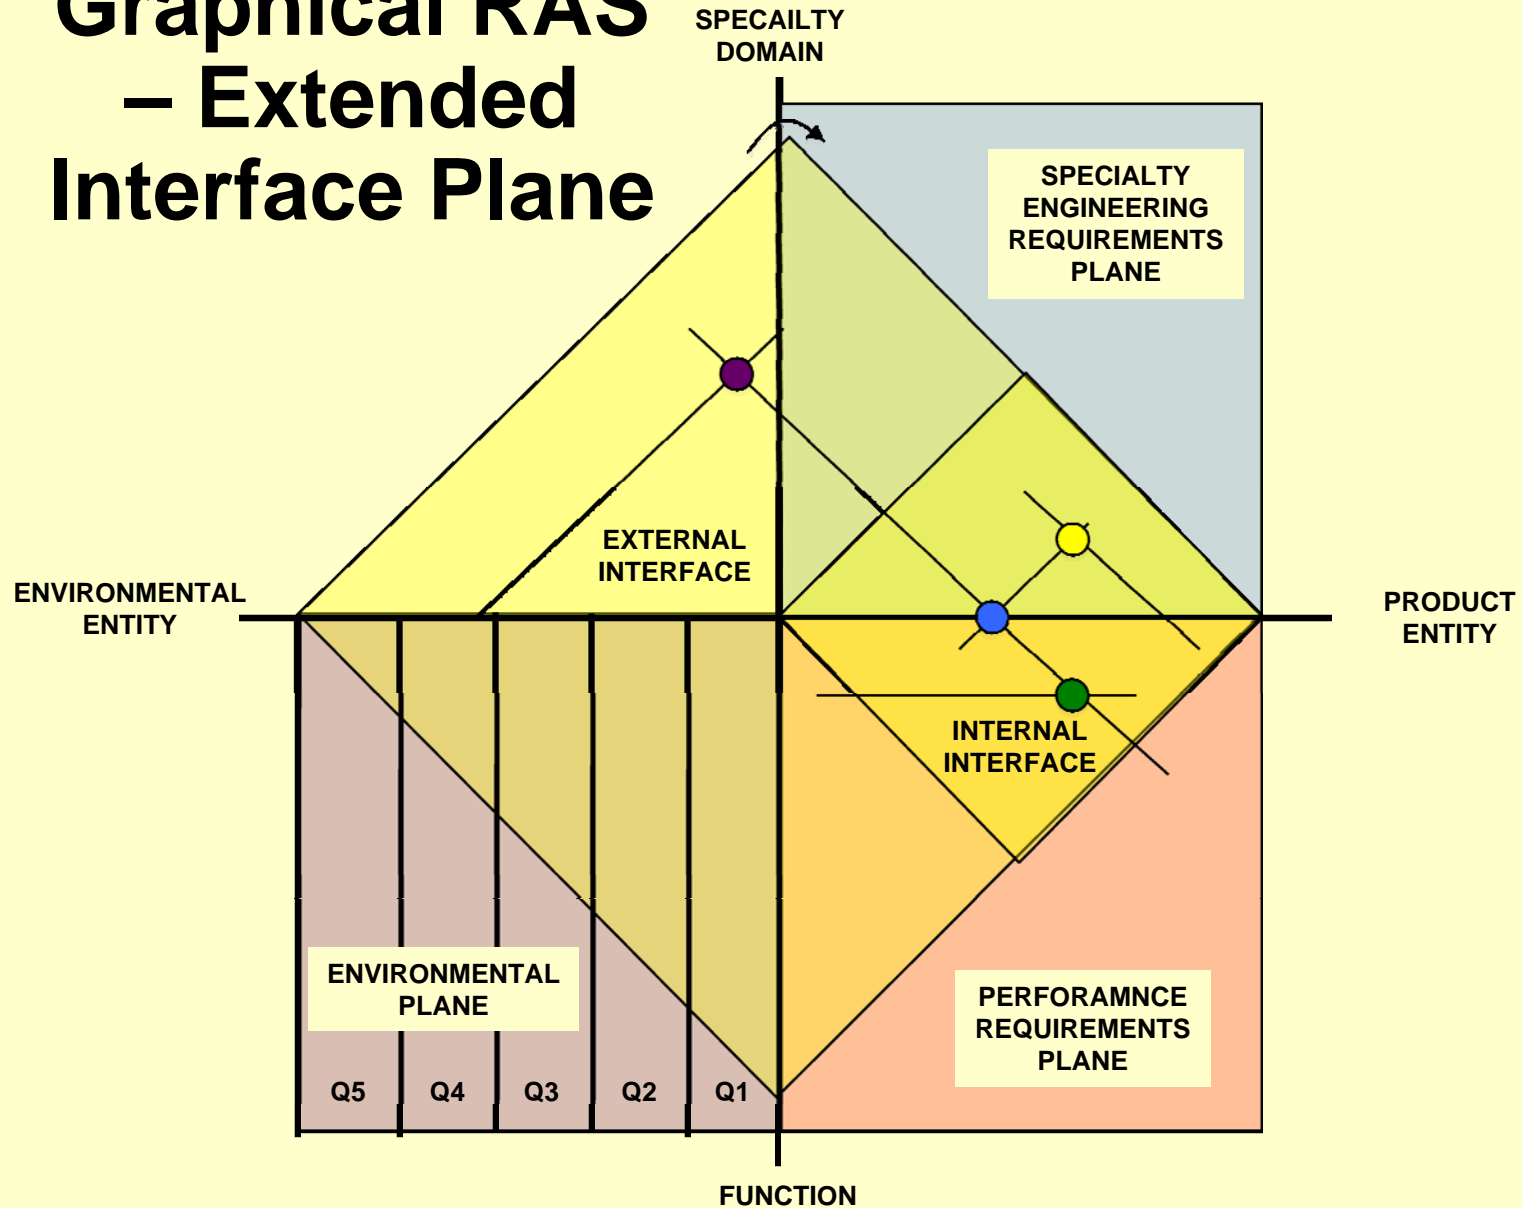 Graphical RAS
– Extended
Interface Plane
SPECAILTY
DOMAIN
SPECIALTY
ENGINEERING
REQUIREMENTS
PLANE
EXTERNAL
INTERFACE
ENVIRONMENTAL
ENTITY
PRODUCT
ENTITY
INTERNAL
INTERFACE
ENVIRONMENTAL
PLANE
PERFORAMNCE
REQUIREMENTS
PLANE
Q5 Q4 Q3 Q2 Q1
FUNCTION